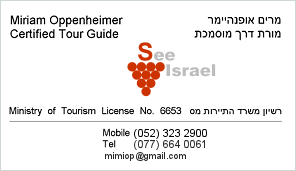 Miriam Oppenheimer
מרים אופנהיימר
Certified Tour Guide
מורת דרך מוסמכת
See
Israel
Ministry of Tourism License No. 6653 רשיון משרד התיירות מס
Mobile (052) 323 2900
Tel (077) 664 0061
mimiop@gmail.com